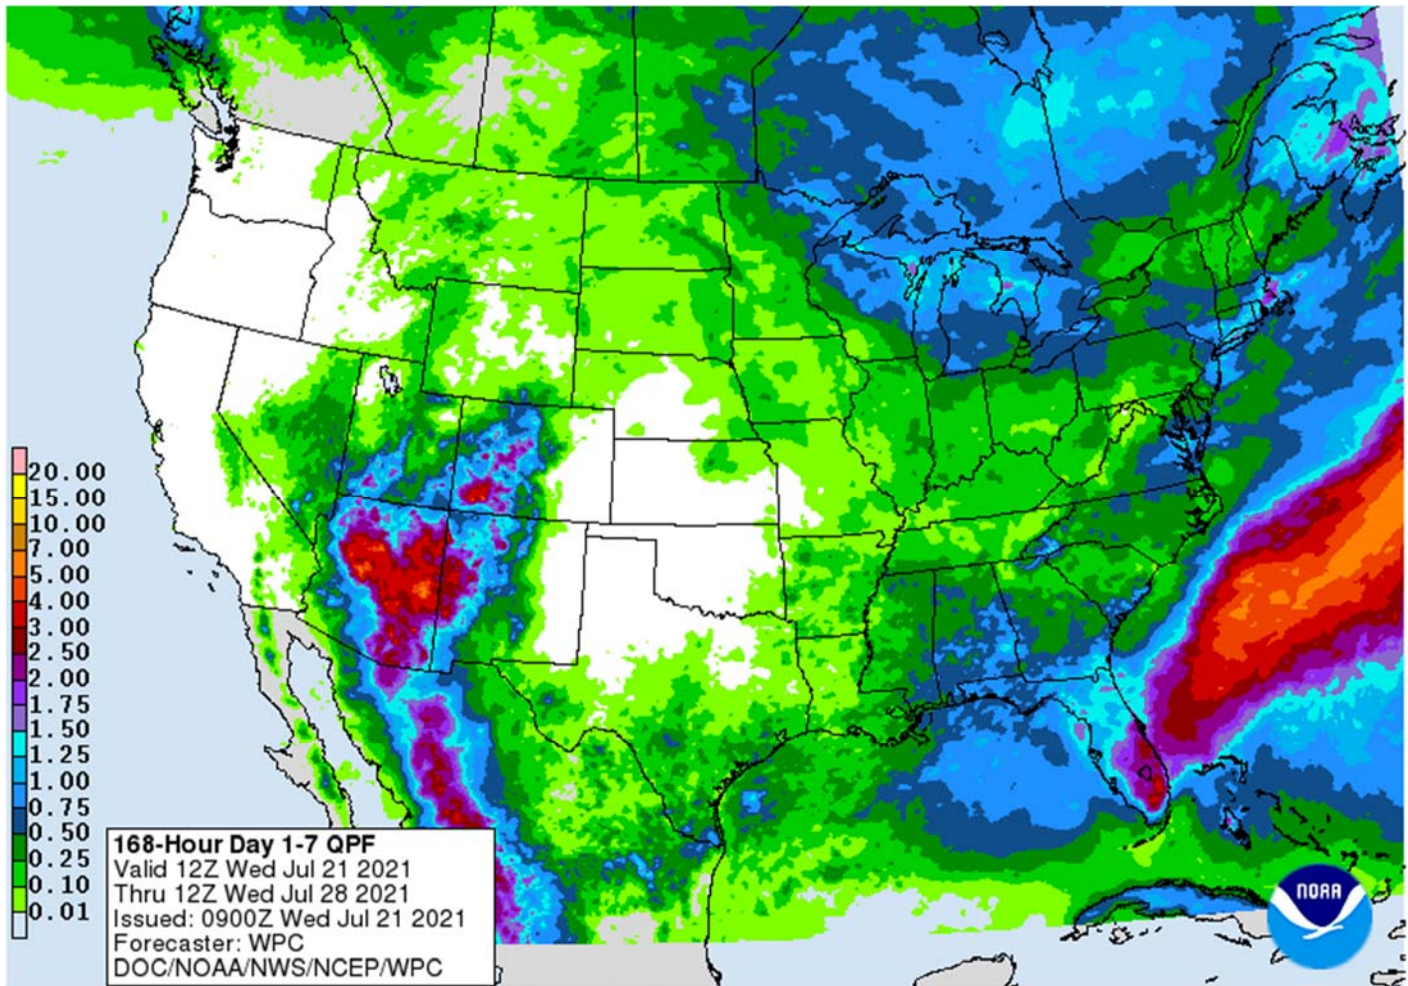 20.00
15.00
10.00
7.00
5.00
4.00
3.00
2.50
2.00
1.75
1.50
1.25
1.00
0.75
0.50
0.25
0.10
0.01
168-Hour Day 1-7 QPF
Valid 12Z Wed Jul 21 2021
Thru 12Z Wed Jul 28 2021
Issued: 0900Z Wed Jul 21 2021
Forecaster: WPC
DOC/NOAA/NWS/NCEP/WPC
NOAA